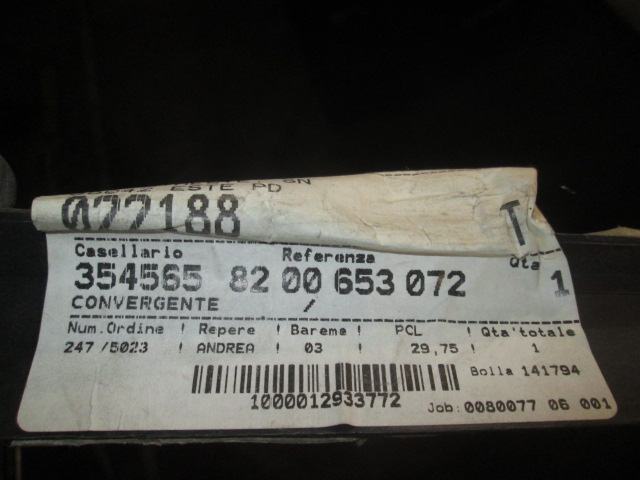 ESTE PD
077188 T
Casellario Referenza Qta
354565 82 00 653 072 1
CONVERGENTE /
Num.Ordine ! Repere ! Bareme ! PCL ! Qta'totale
247 /5023 ! ANDREA ! 03 ! 29,75 ! 1
Bolla 141794
1000012933772
Job: 0080077 06 001